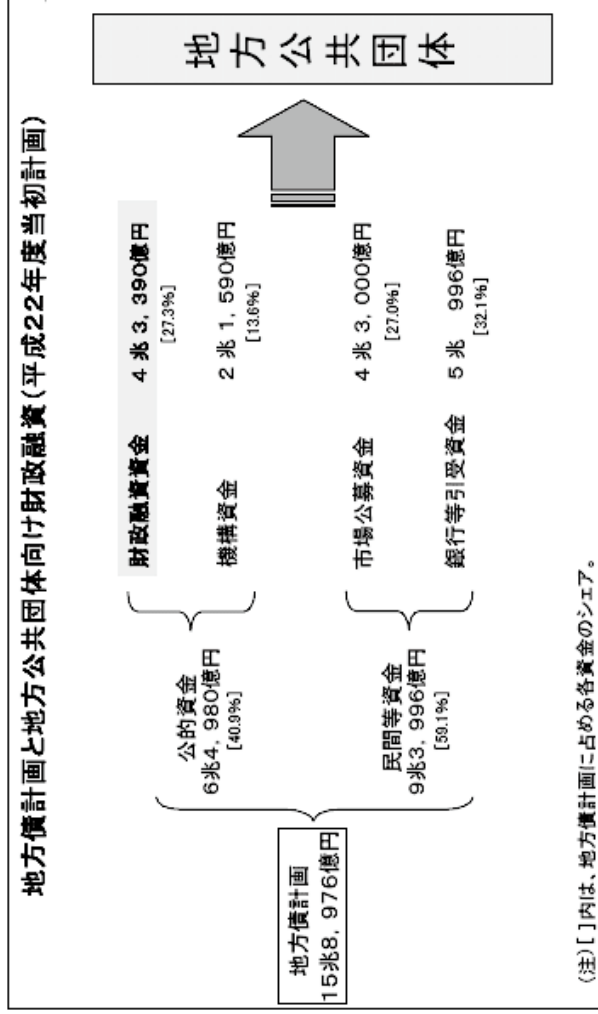 地方債計画と地方公共団体向け財政融資(平成22年度当初計画)
地方債計画
15兆8,976億円
公的資金
6兆4,980億円
[40.9%]
財政融資資金 4兆3,390億円
[27.3%]
機構資金 2兆1,590億円
[13.6%]
民間等資金
9兆3,996億円
[59.1%]
市場公募資金 4兆3,000億円
[27.0%]
銀行等引受資金 5兆 996億円
[32.1%]
地方公共団体
(注)[ ]内は、地方債計画に占める各資金のシェア。